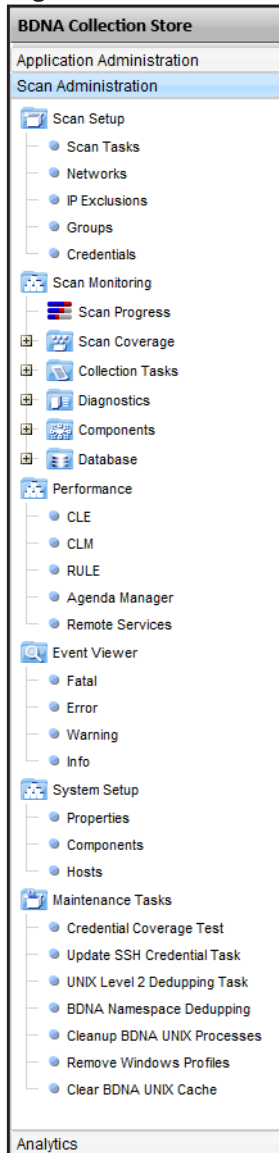 BDNA Collection Store
Application Administration
Scan Administration
Scan Setup
Scan Tasks
Networks
IP Exclusions
Groups
Credentials
Scan Monitoring
Scan Progress
Scan Coverage
Collection Tasks
Diagnostics
Components
Database
Performance
CLE
CLM
RULE
Agenda Manager
Remote Services
Event Viewer
Fatal
Error
Warning
Info
System Setup
Properties
Components
Hosts
Maintenance Tasks
Credential Coverage Test
Update SSH Credential Task
UNIX Level 2 Dedupping Task
BDNA Namespace Dedupping
Cleanup BDNA UNIX Processes
Remove Windows Profiles
Clear BDNA UNIX Cache
Analytics